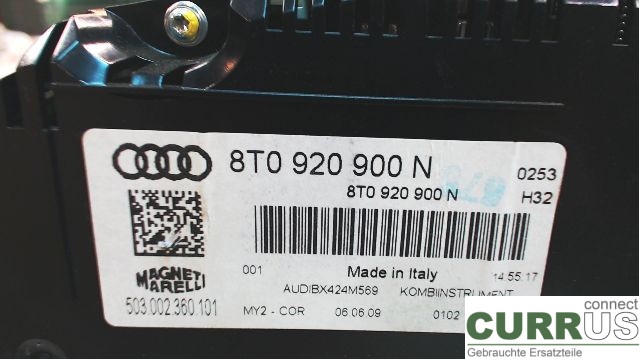 8T0 920 900 N
0253
8T0 920 900 N
H32
001
Made in Italy
14.55.17
MAGNETI
MARELLI
AUDIBX424M569 KOMBIINSTRUMENT
503.002.360.101
MY2 - COR 06.06.09 0102
connect
CURRUS
Gebrauchte Ersatzteile